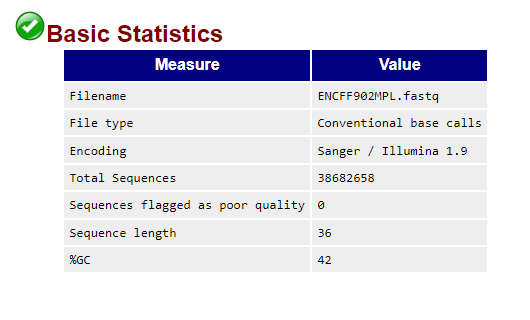 Basic Statistics
Measure Value
Filename ENCFF902MPL.fastq
File type Conventional base calls
Encoding Sanger / Illumina 1.9
Total Sequences 38682658
Sequences flagged as poor quality 0
Sequence length 36
%GC 42